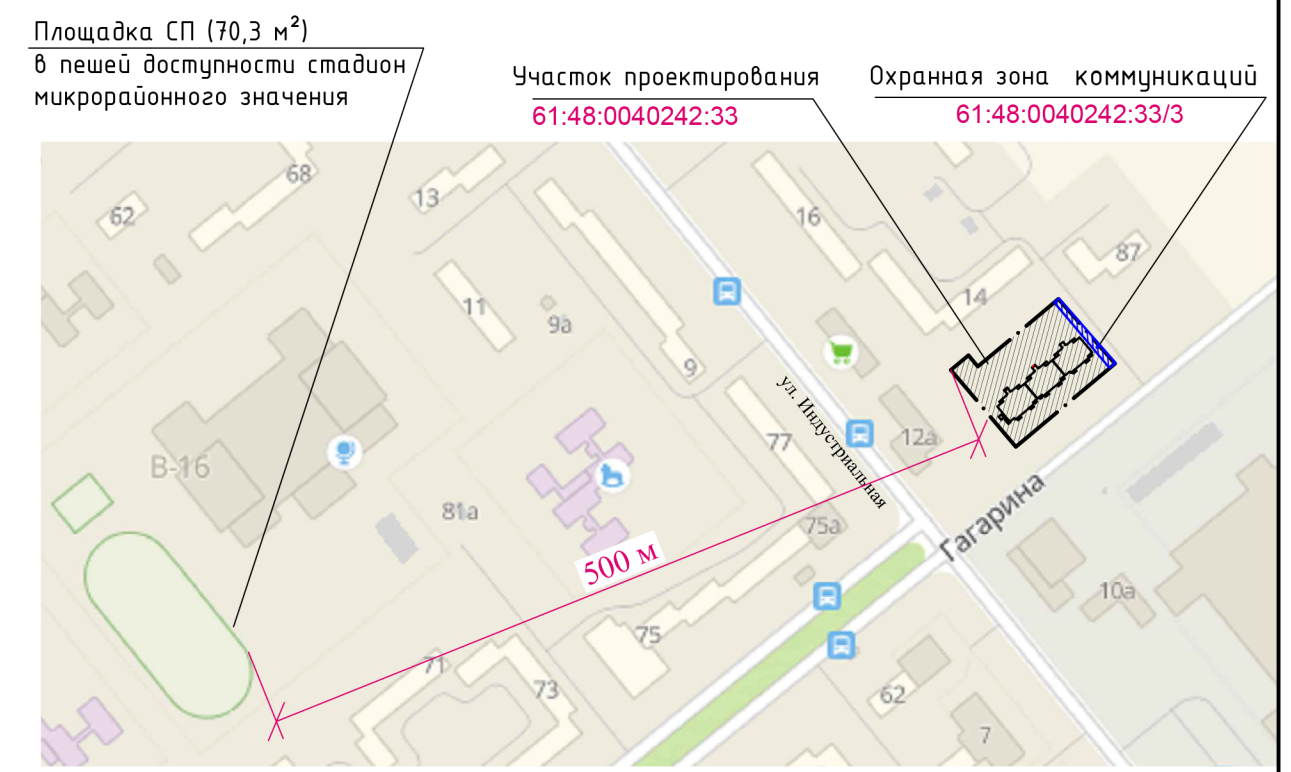 Площадка СП (70,3 м²)
в пешей доступности стадион
микрорайонного значения
Участок проектирования
61:48:0040242:33
Охранная зона коммуникаций
61:48:0040242:33/3
68
62
13
16
87
11
9а
14
9
77
12а
ул. Индустриальная
В-16
81а
75а
Гагарина
500 м
10а
75
71
73
62
7